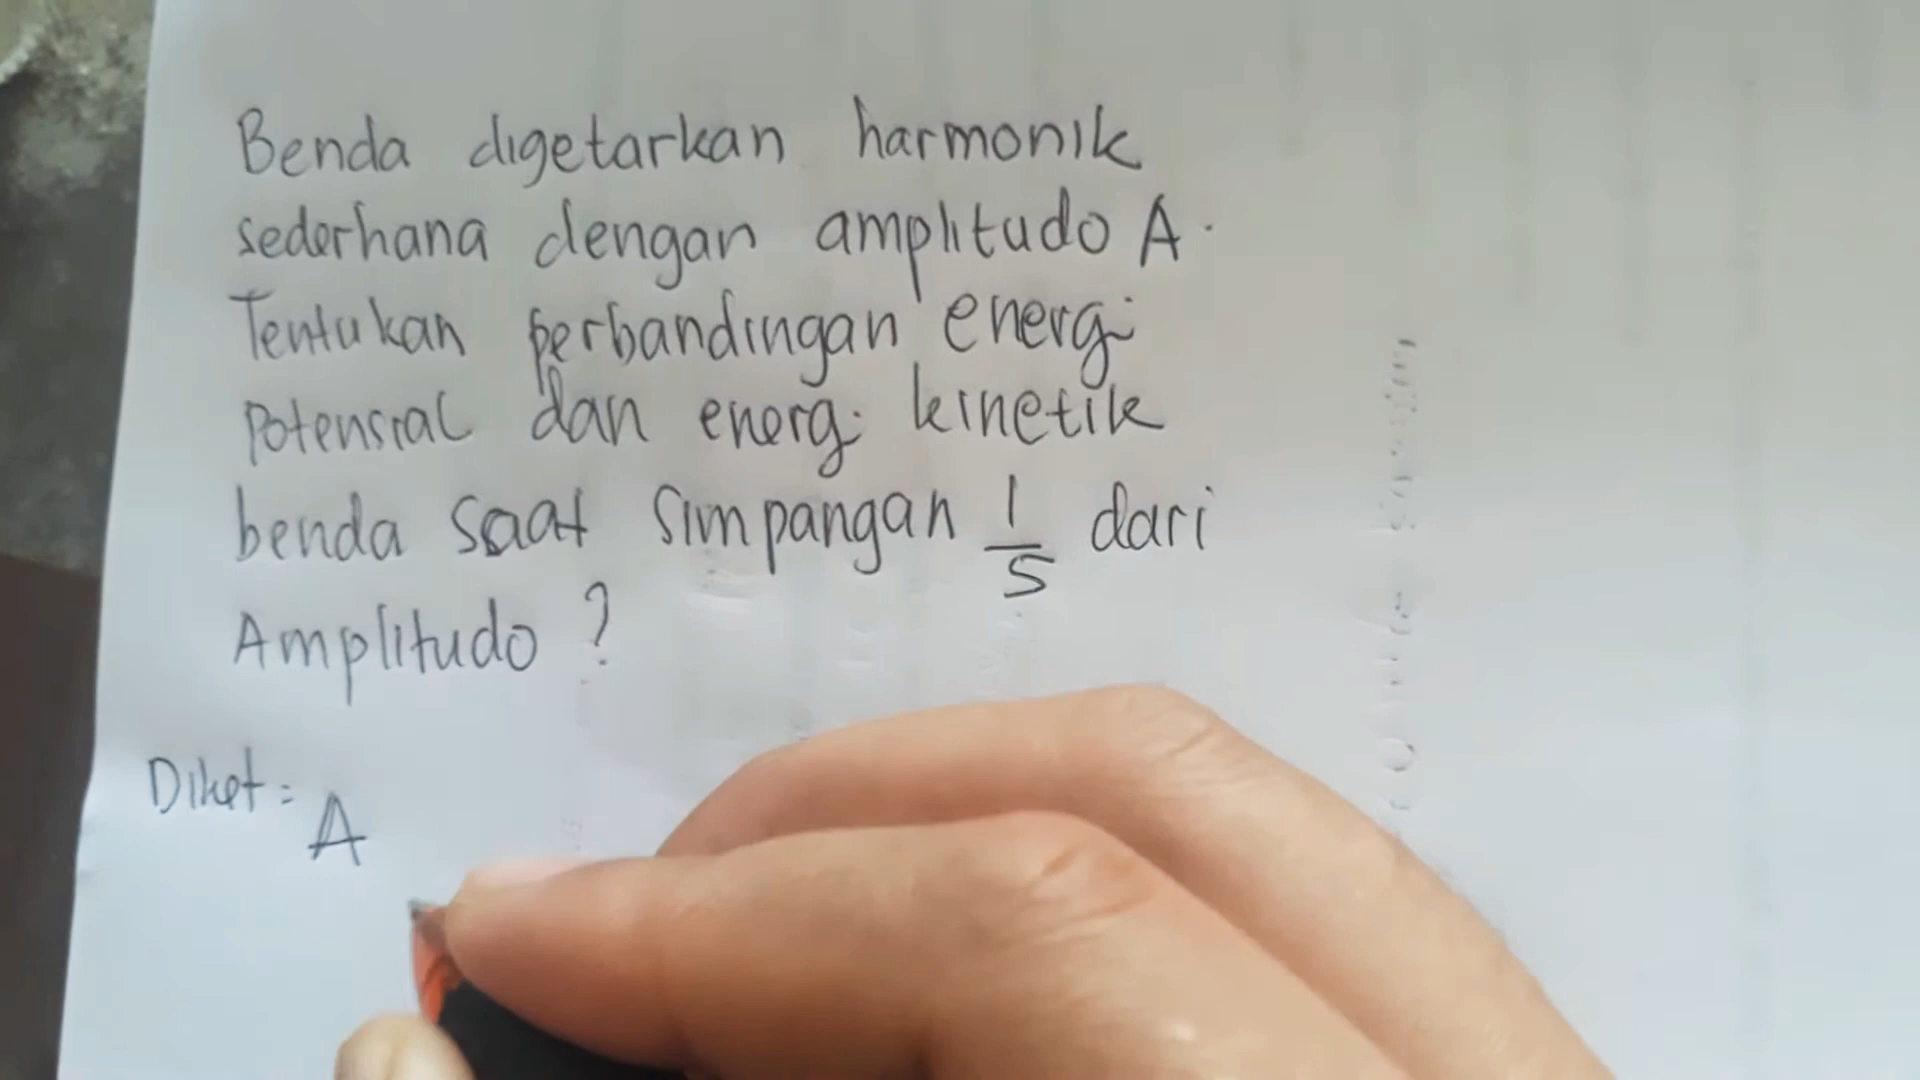 Benda digetarkan harmonik
sederhana dengan amplitudo A.
Tentukan perbandingan energi
potensial dan energi kinetik
benda saat simpangan 1/5 dari
Amplitudo ?
Diket = A